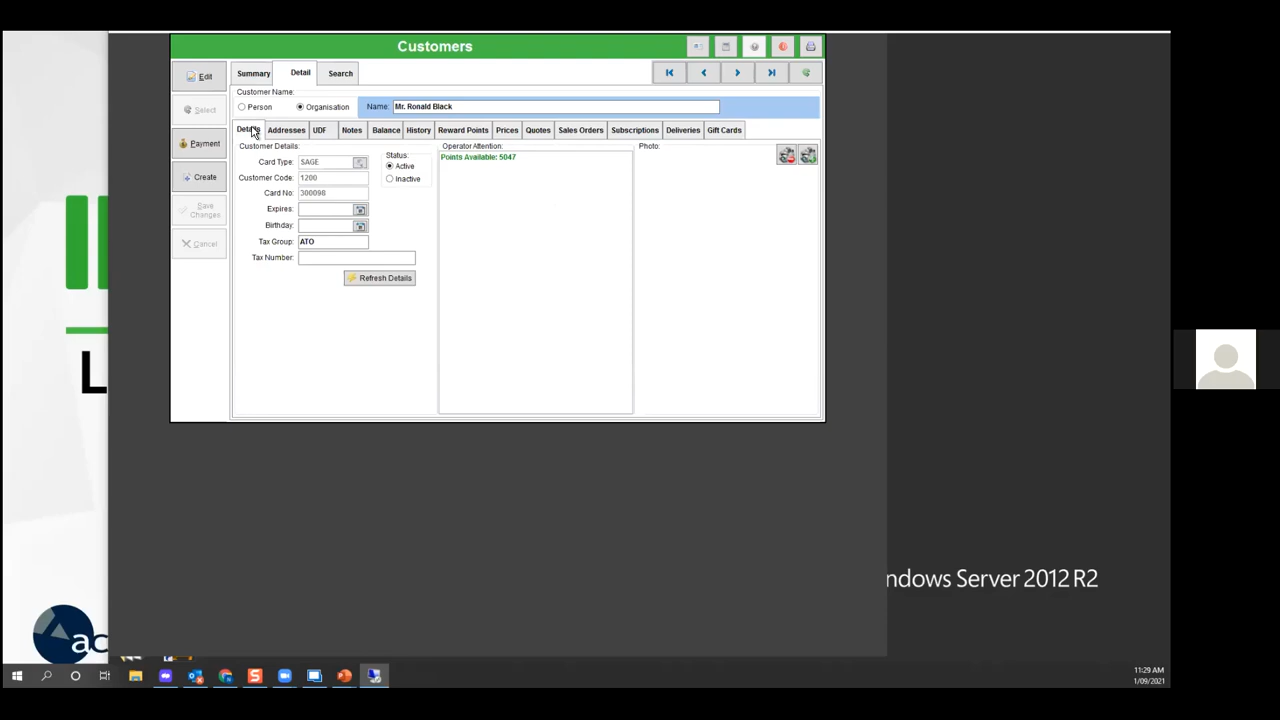 Customers
Edit
Select
Payment
Create
Save Changes
Cancel
Summary
Detail
Search
Customer Name:
Person
Organisation
Name: Mr. Ronald Black
Details
Addresses
UDF
Notes
Balance
History
Reward Points
Prices
Quotes
Sales Orders
Subscriptions
Deliveries
Gift Cards
Customer Details:
Card Type: SAGE
Customer Code: 1200
Card No: 300098
Expires:
Birthday:
Tax Group: ATO
Tax Number:
Refresh Details
Status:
Active
Inactive
Operator Attention:
Points Available: 5047
Photo:
L
ac
ndows Server 2012 R2
11:29 AM
1/09/2021